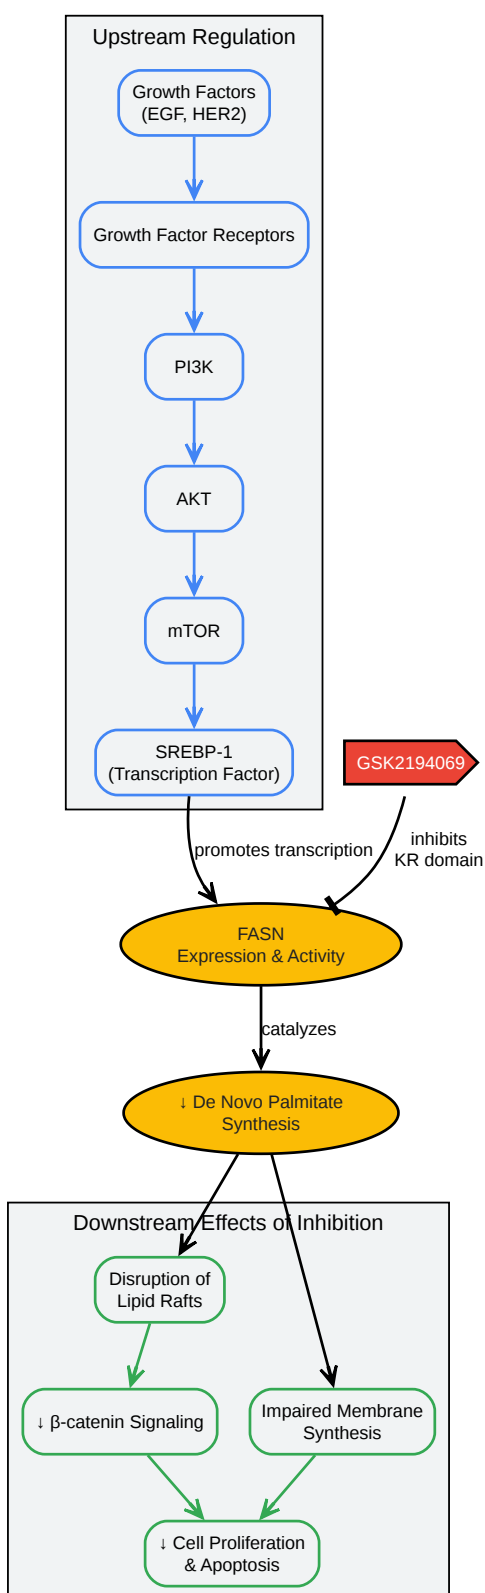 Upstream Regulation
Growth Factors
(EGF, HER2)
Growth Factor Receptors
PI3K
AKT
mTOR
SREBP-1
(Transcription Factor)
GSK2194069
promotes transcription
inhibits
KR domain
FASN
Expression & Activity
catalyzes
↓ De Novo Palmitate
Synthesis
Downstream Effects of Inhibition
Disruption of
Lipid Rafts
↓ β-catenin Signaling
Impaired Membrane
Synthesis
↓ Cell Proliferation
& Apoptosis